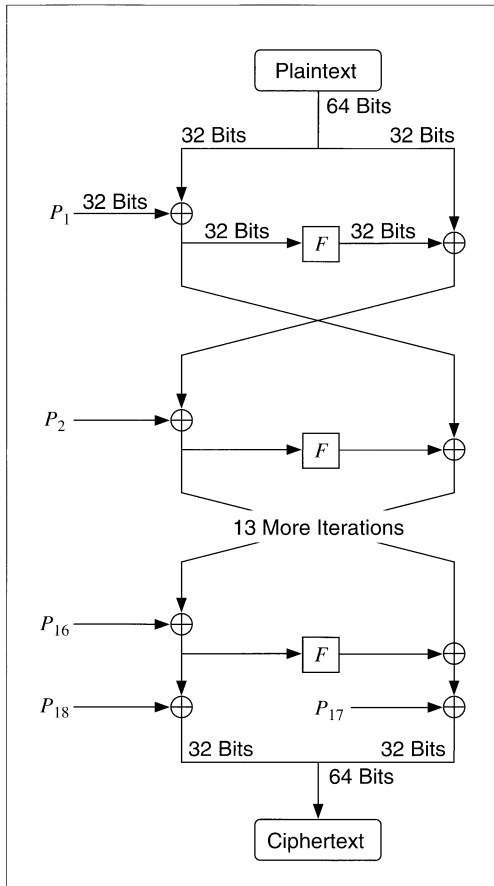 Plaintext
64 Bits
32 Bits 32 Bits
P1 32 Bits
32 Bits F 32 Bits
P2
F
13 More Iterations
P16
F
P18 P17
32 Bits 32 Bits
64 Bits
Ciphertext